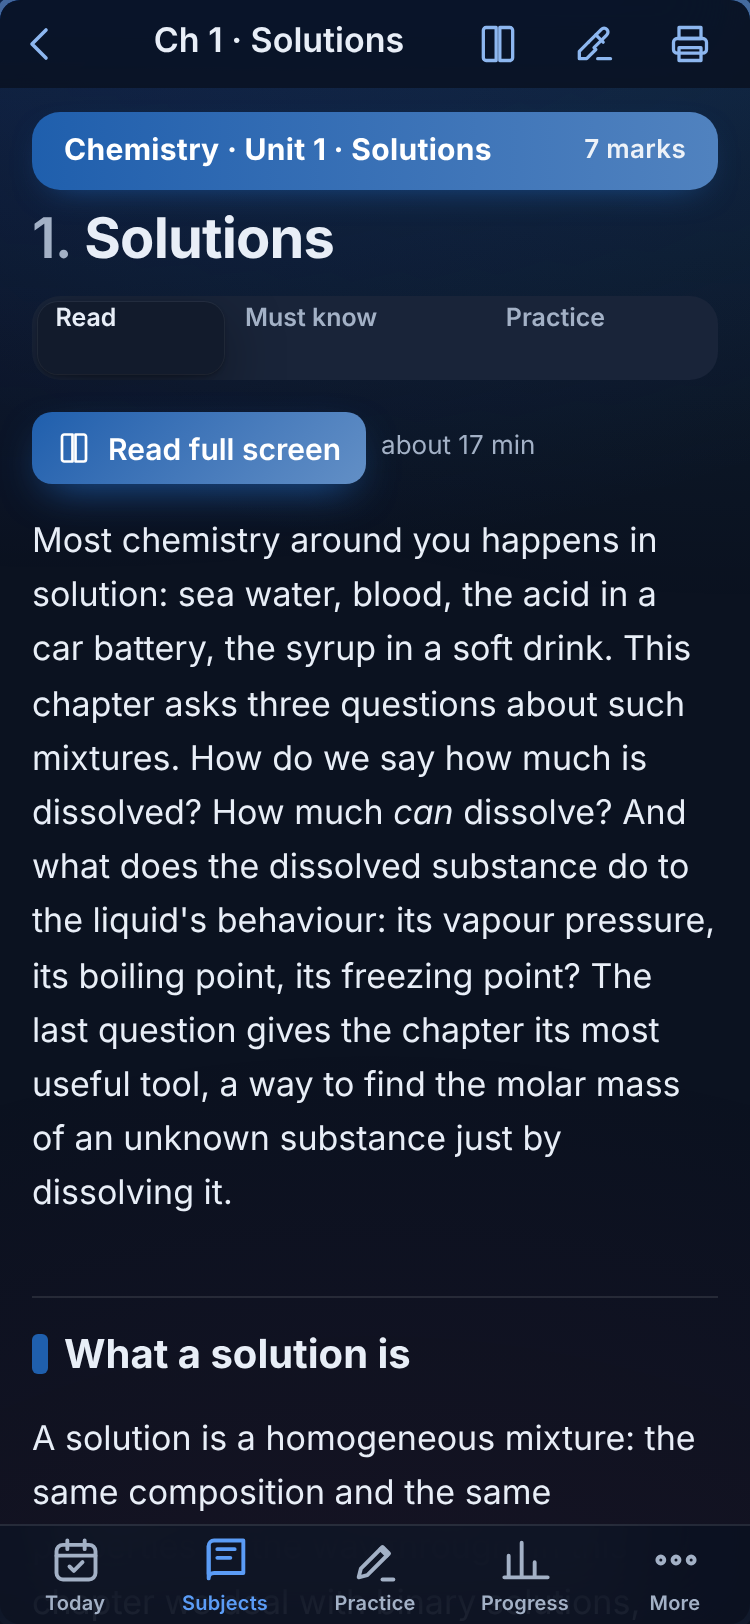 Ch 1 · Solutions
Chemistry · Unit 1 · Solutions 7 marks
1. Solutions
Read Must know Practice
Read full screen about 17 min
Most chemistry around you happens in
solution: sea water, blood, the acid in a
car battery, the syrup in a soft drink. This
chapter asks three questions about such
mixtures. How do we say how much is
dissolved? How much can dissolve? And
what does the dissolved substance do to
the liquid's behaviour: its vapour pressure,
its boiling point, its freezing point? The
last question gives the chapter its most
useful tool, a way to find the molar mass
of an unknown substance just by
dissolving it.
What a solution is
A solution is a homogeneous mixture: the
same composition and the same
chapter we deal with binary solutions,
Today Subjects Practice Progress More